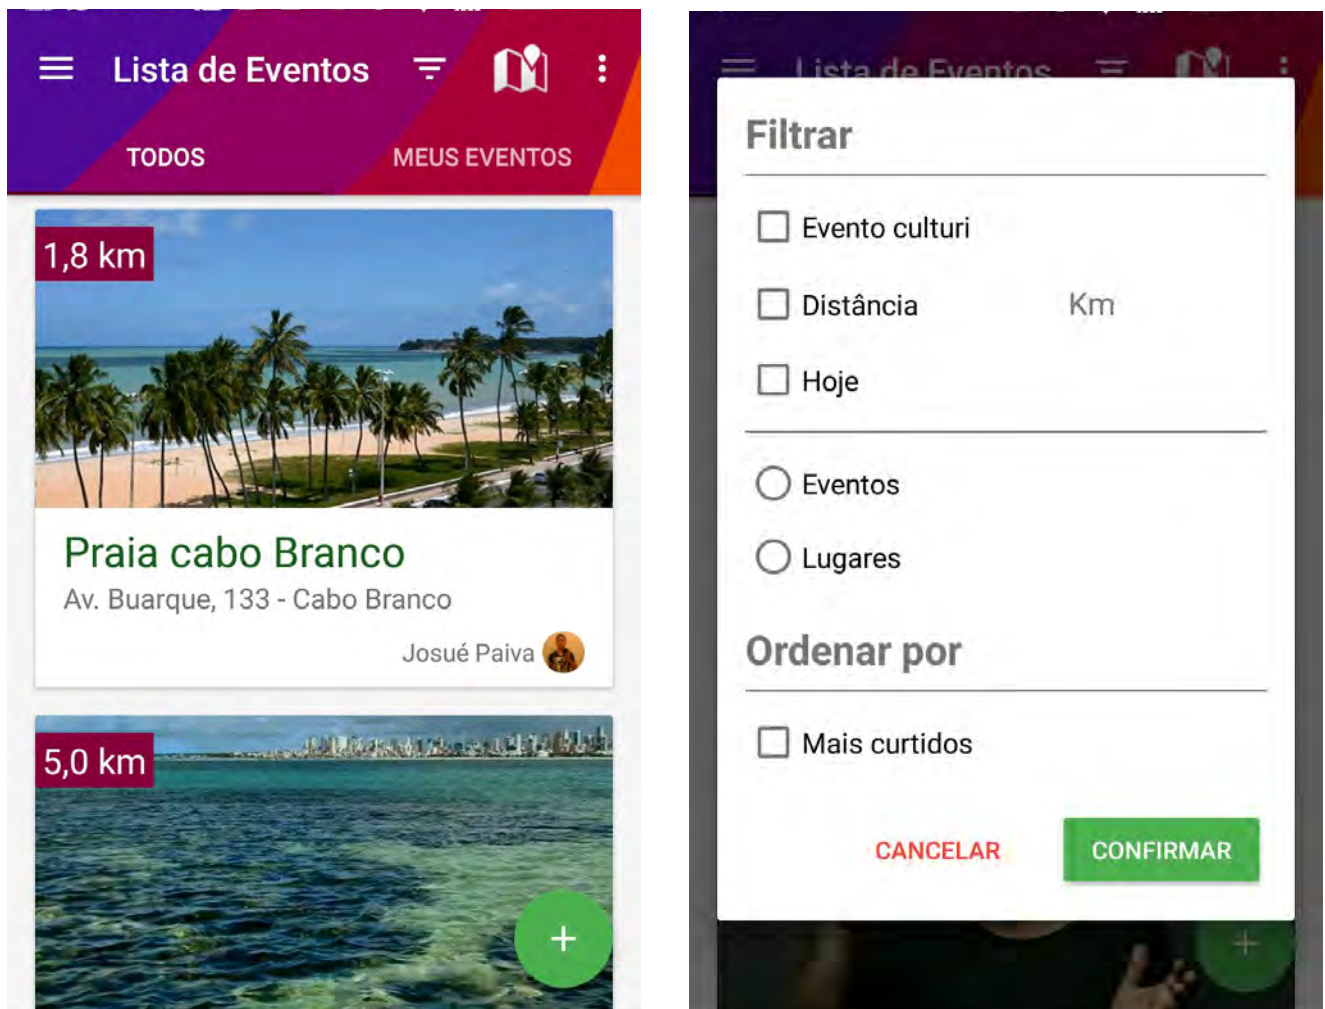 Lista de Eventos
TODOS
MEUS EVENTOS
1,8 km
Praia cabo Branco
Av. Buarque, 133 - Cabo Branco
Josué Paiva
5,0 km
+
Lista de Eventos
Filtrar
Evento culturi
Distância Km
Hoje
Eventos
Lugares
Ordenar por
Mais curtidos
CANCELAR CONFIRMAR
+